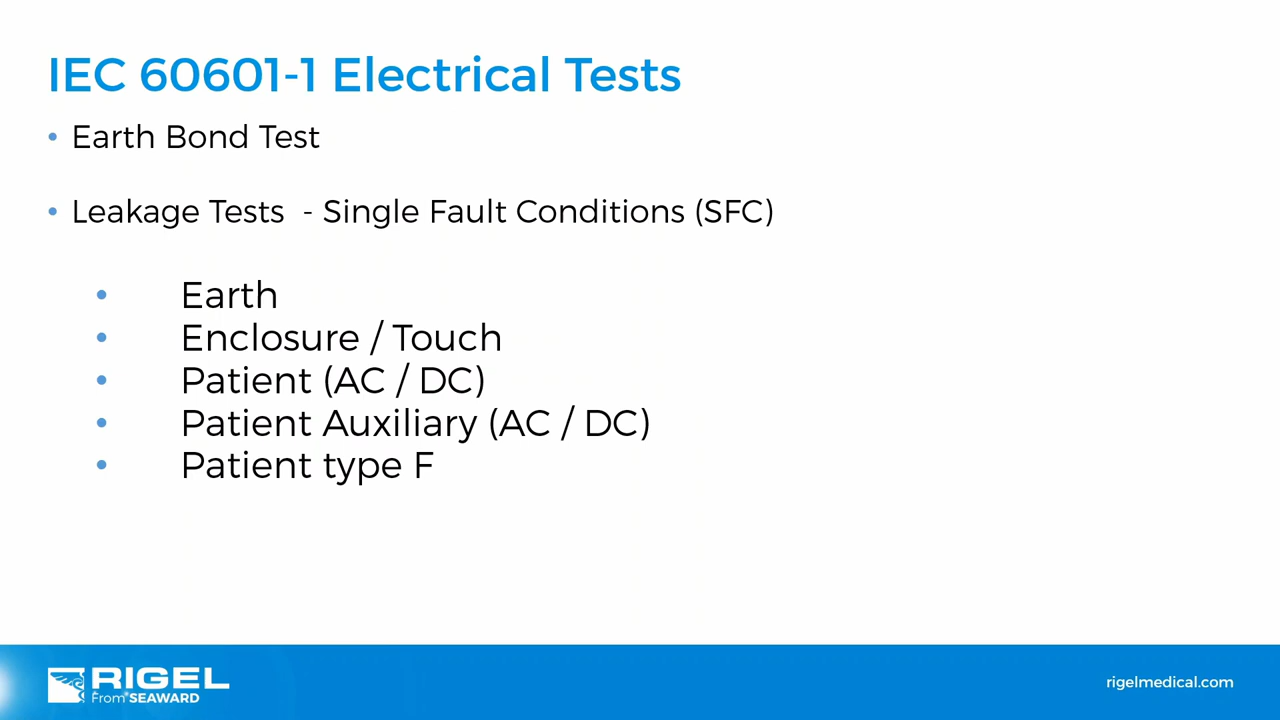 IEC 60601-1 Electrical Tests
• Earth Bond Test
• Leakage Tests - Single Fault Conditions (SFC)
• Earth
• Enclosure / Touch
• Patient (AC / DC)
• Patient Auxiliary (AC / DC)
• Patient type F
RIGEL
From SEAWARD
rigelmedical.com